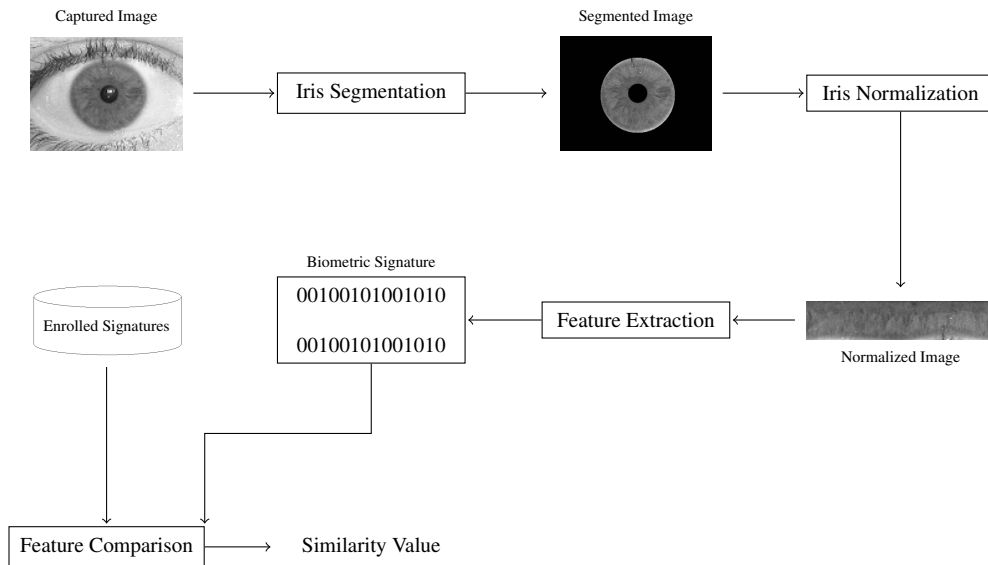 Captured Image
Segmented Image
Iris Segmentation
Iris Normalization
Biometric Signature
00100101001010
00100101001010
Enrolled Signatures
Feature Extraction
Normalized Image
Feature Comparison
Similarity Value